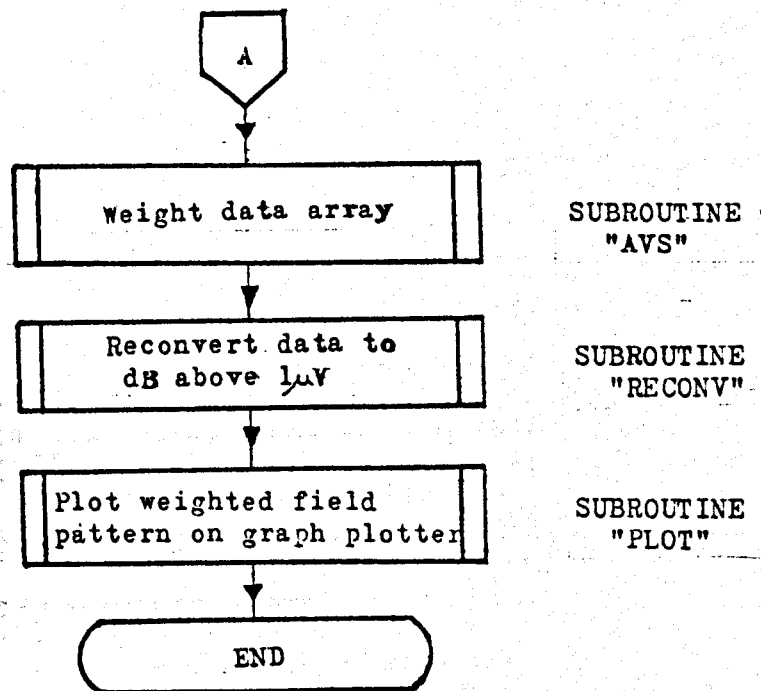 A
Weight data array
SUBROUTINE
"AVS"
Reconvert data to
dB above 1μV
SUBROUTINE
"RECONV"
Plot weighted field
pattern on graph plotter
SUBROUTINE
"PLOT"
END